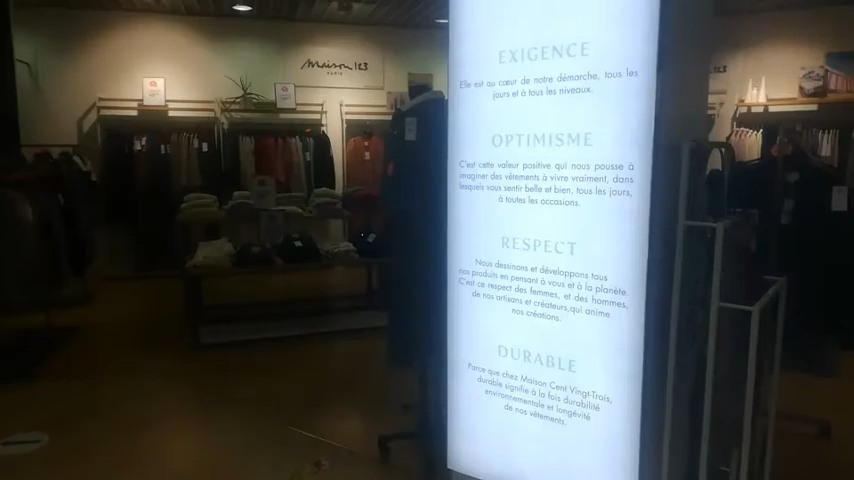 Maison 123
PARIS
EXIGENCE
Elle est au cœur de notre démarche, tous les
jours et à tous les niveaux.
OPTIMISME
C'est cette valeur positive, qui nous pousse à
imaginer des vêtements à vivre vraiment, dans
lesquels vous sentir belle et bien, tous les jours,
à toutes les occasions.
RESPECT
Nous dessinons et développons tous
nos produits en pensant à vous et à la planète
C'est ce respect des femmes, et des hommes,
de nos artisans et créateurs,qui anime
nos créations.
DURABLE
Parce que chez Maison Cent Vingt-Trois,
durable signifie à la fois durabilité
environnementale et longévité
de nos vêtements.